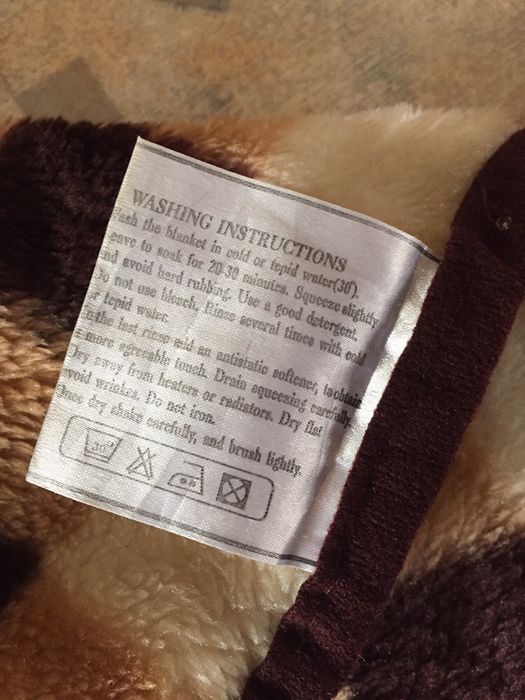 WASHING INSTRUCTIONS
ash the blanket in cold or tepid water(30'),
eave to soak for 20-30 minutes. Squeeze slightly
nd avoid hard rubbing. Use a good detergent.
Do not use bleach. Rinse several times with cold
or tepid water.
n the last rinse add an antistatic softener, to obtain
a more agreeable touch. Drain squeezing carefully.
Dry away from heaters or radiators. Dry flat
avoid wrinkles. Do not iron.
Once dry shake carefully, and brush lightly.
30°